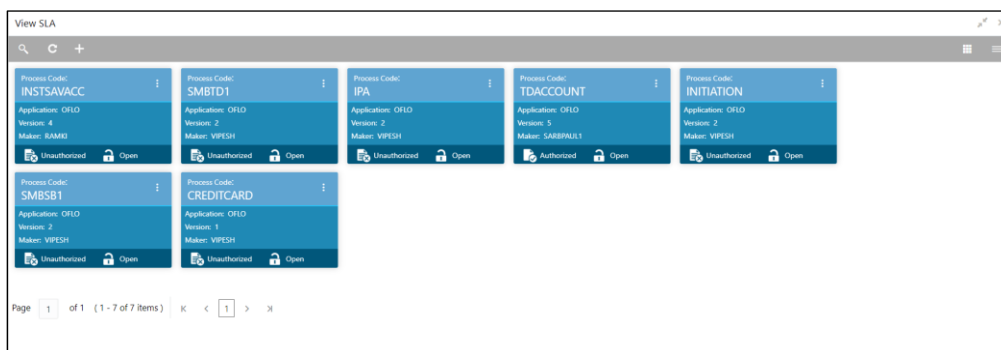 View SLA
Process Code:
INSTSAVACC
Application: OFLO
Version: 4
Maker: RAMKI
Unauthorized Open
Process Code:
SMBTD1
Application: OFLO
Version: 2
Maker: VIPESH
Unauthorized Open
Process Code:
IPA
Application: OFLO
Version: 2
Maker: VIPESH
Unauthorized Open
Process Code:
TDACCOUNT
Application: OFLO
Version: 5
Maker: SARBPAUL1
Authorized Open
Process Code:
INITIATION
Application: OFLO
Version: 2
Maker: VIPESH
Unauthorized Open
Process Code:
SMBSB1
Application: OFLO
Version: 2
Maker: VIPESH
Unauthorized Open
Process Code:
CREDITCARD
Application: OFLO
Version: 1
Maker: VIPESH
Unauthorized Open
Page 1 of 1 ( 1 - 7 of 7 items ) 1